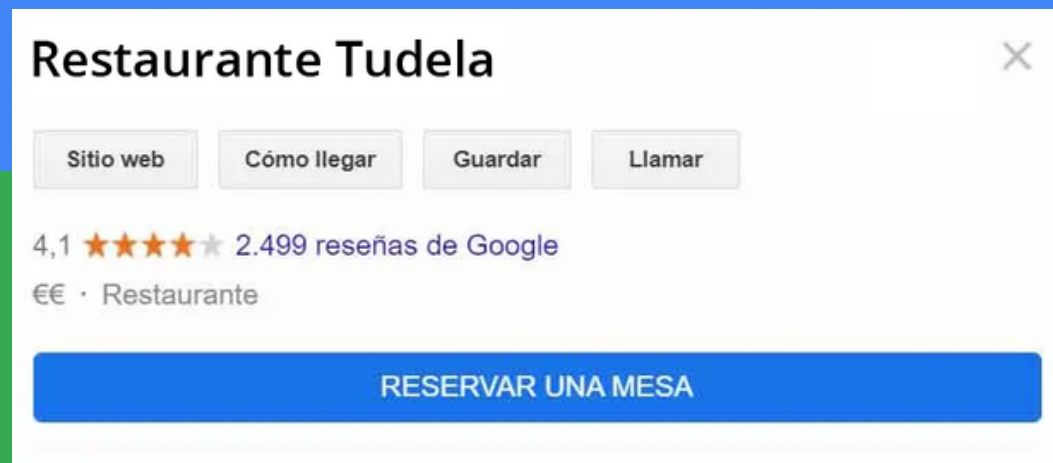 Restaurante Tudela
Sitio web Cómo llegar Guardar Llamar
4,1 2.499 reseñas de Google
€€ · Restaurante
RESERVAR UNA MESA